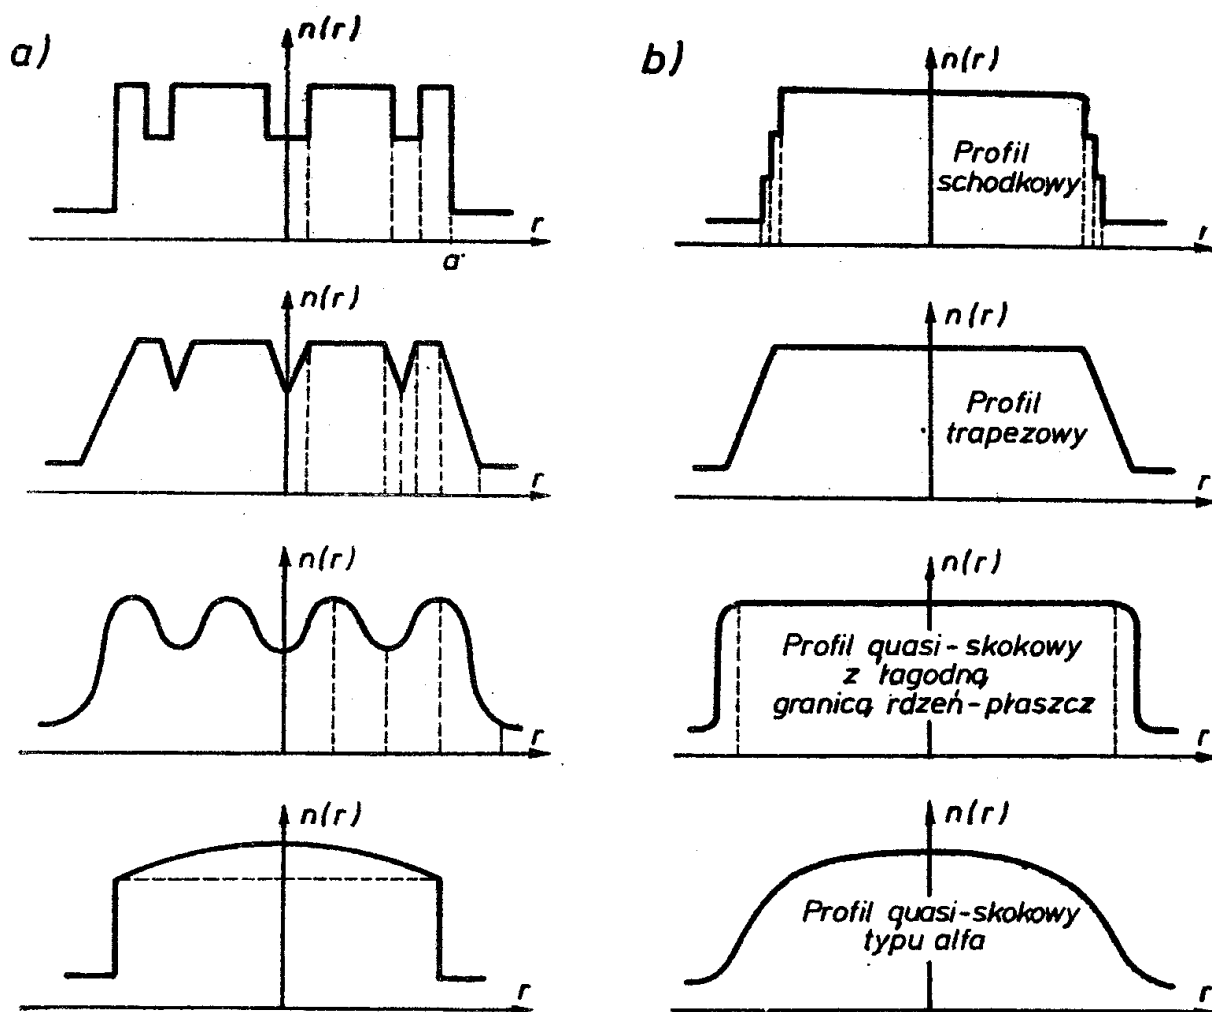 a)
n(r)
r
a
n(r)
r
n(r)
r
n(r)
r
b)
n(r)
Profil
schodkowy
r
n(r)
Profil
trapezowy
r
n(r)
Profil quasi-skokowy
z łagodną
granicą rdzeń-płaszcz
r
n(r)
Profil quasi-skokowy
typu alfa
r